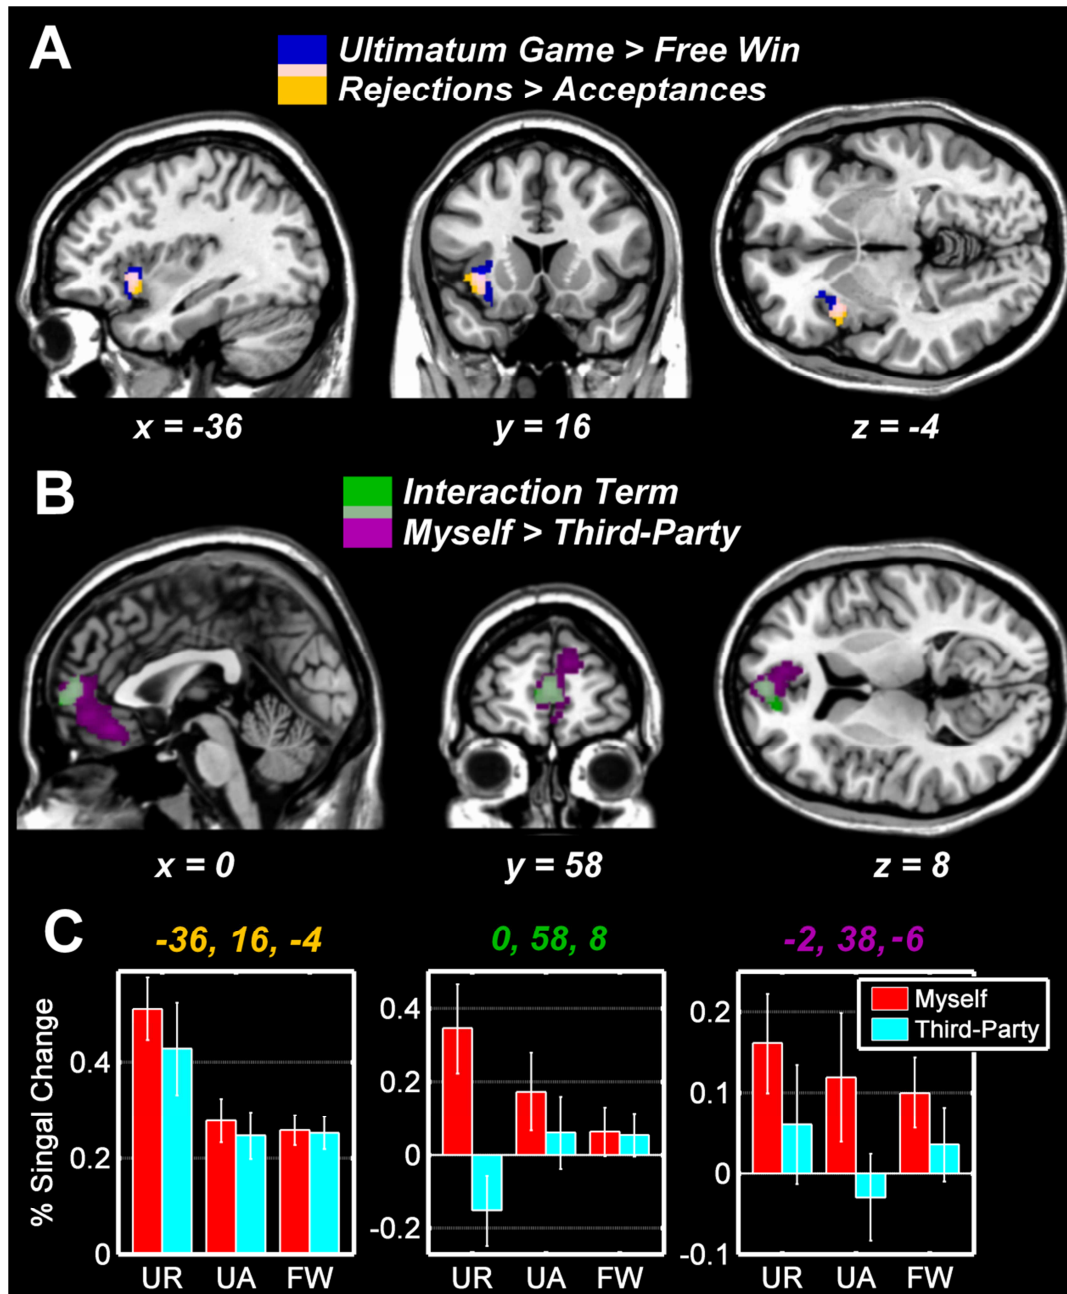 A
Ultimatum Game > Free Win
Rejections > Acceptances
x = -36
y = 16
z = -4
B
Interaction Term
Myself > Third-Party
x = 0
y = 58
z = 8
C
-36, 16, -4
0, 58, 8
-2, 38, -6
% Singal Change
0.4
0.2
0
UR UA FW
0.4
0.2
0
-0.2
UR UA FW
0.2
0.1
0
-0.1
UR UA FW
Myself
Third-Party